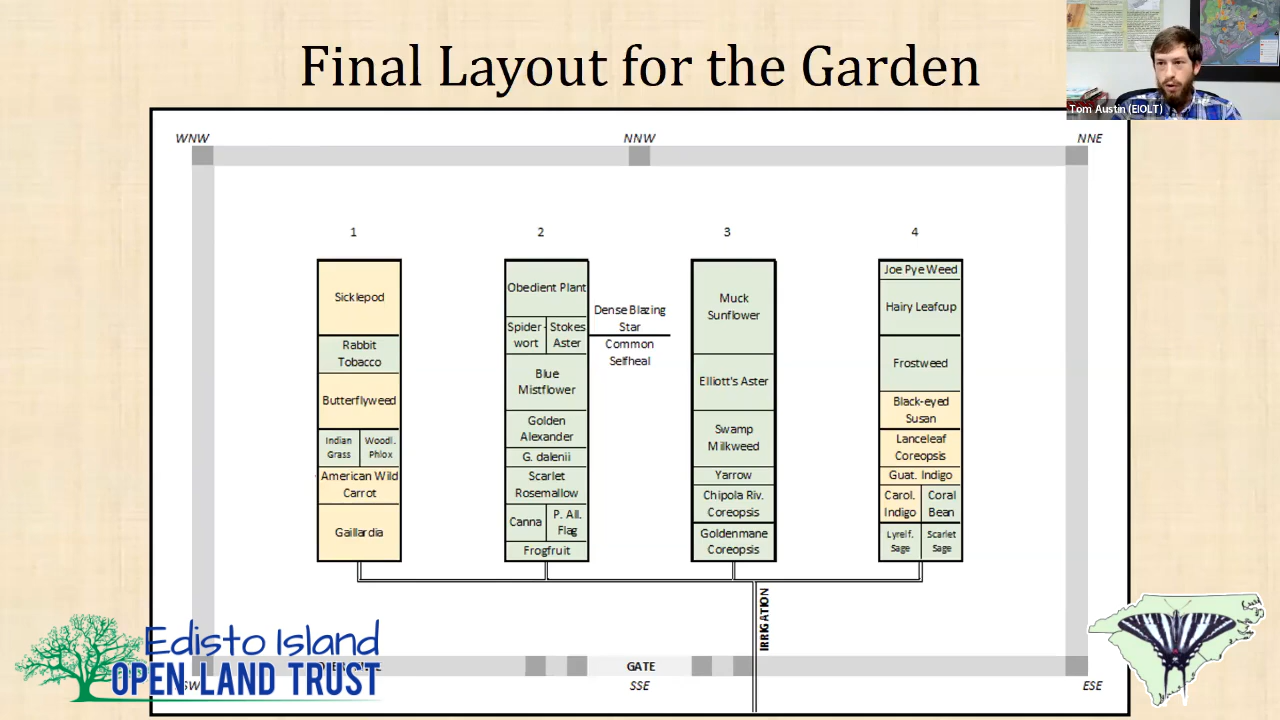 Final Layout for the Garden
Tom Austin (EIOLT)
WNW
NNW
NNE
1
2
3
4
Sicklepod
Rabbit
Tobacco
Butterflyweed
Indian
Grass
Woodl.
Phlox
American Wild
Carrot
Gaillardia
Obedient Plant
Spider-
wort
Stokes
Aster
Dense Blazing
Star
Common
Selfheal
Blue
Mistflower
Golden
Alexander
G. dalenii
Scarlet
Rosemallow
Canna
P. All.
Flag
Frogfruit
Muck
Sunflower
Elliott's Aster
Swamp
Milkweed
Yarrow
Chipola Riv.
Coreopsis
Goldenmane
Coreopsis
Joe Pye Weed
Hairy Leafcup
Frostweed
Black-eyed
Susan
Lanceleaf
Coreopsis
Guat. Indigo
Carol.
Indigo
Coral
Bean
Lyrelf.
Sage
Scarlet
Sage
IRRIGATION
GATE
SSE
ESE
Edisto Island
OPEN LAND TRUST